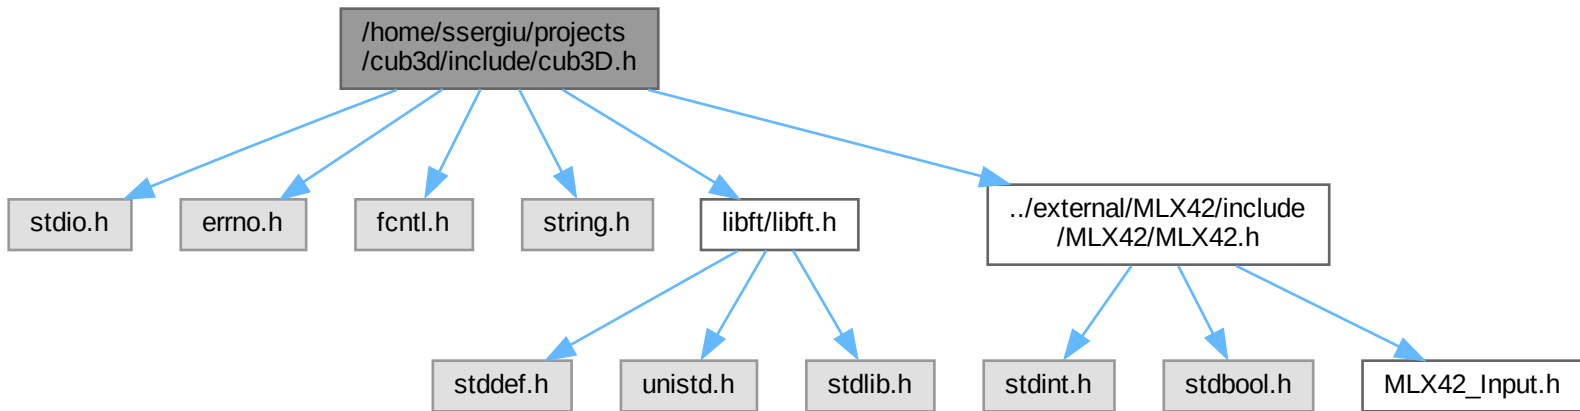 /home/ssergiu/projects
/cub3d/include/cub3D.h
stdio.h
errno.h
fcntl.h
string.h
libft/libft.h
../external/MLX42/include
/MLX42/MLX42.h
stddef.h
unistd.h
stdlib.h
stdint.h
stdbool.h
MLX42_Input.h